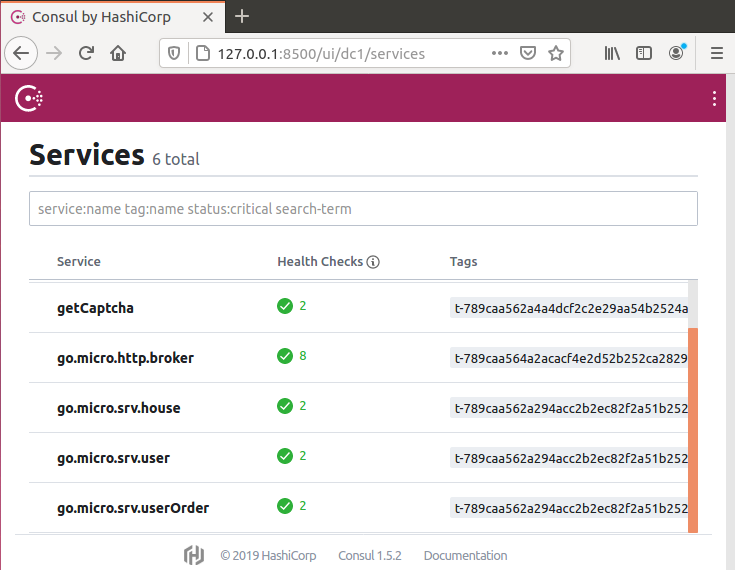 Consul by HashiCorp
127.0.0.1:8500/ui/dc1/services
Services 6 total
service:name tag:name status:critical search-term
Service Health Checks Tags
getCaptcha 2 t-789caa562a4a4dcf2c2e29aa54b2524a
go.micro.http.broker 8 t-789caa564a2acacf4e2d52b252ca2829
go.micro.srv.house 2 t-789caa562a294acc2b2ec82f2a51b252
go.micro.srv.user 2 t-789caa562a294acc2b2ec82f2a51b252
go.micro.srv.userOrder 2 t-789caa562a294acc2b2ec82f2a51b252
© 2019 HashiCorp Consul 1.5.2 Documentation